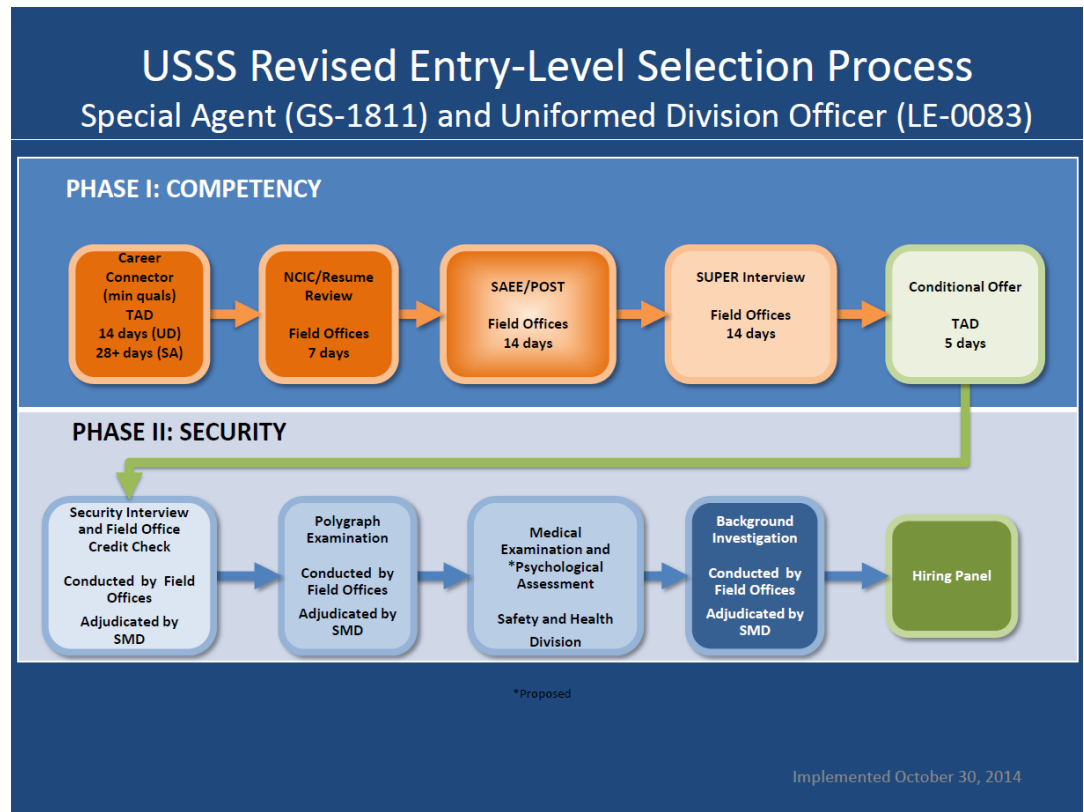 USSS Revised Entry-Level Selection Process
Special Agent (GS-1811) and Uniformed Division Officer (LE-0083)
PHASE I: COMPETENCY
Career
Connector
(min quals)
TAD
14 days (UD)
28+ days (SA)
NCIC/Resume
Review
Field Offices
7 days
SAEE/POST
Field Offices
14 days
SUPER Interview
Field Offices
14 days
Conditional Offer
TAD
5 days
PHASE II: SECURITY
Security Interview
and Field Office
Credit Check
Conducted by Field
Offices
Adjudicated by
SMD
Polygraph
Examination
Conducted by
Field Offices
Adjudicated by
SMD
Medical
Examination and
*Psychological
Assessment
Safety and Health
Division
Background
Investigation
Conducted by
Field Offices
Adjudicated by
SMD
Hiring Panel
*Proposed
Implemented October 30, 2014